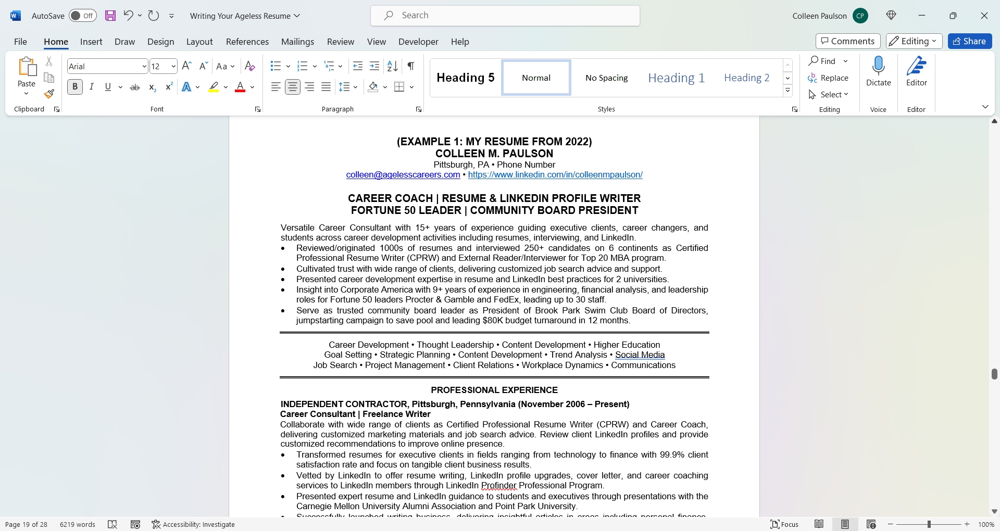 AutoSave Off Writing Your Ageless Resume Search Colleen Paulson CP
File Home Insert Draw Design Layout References Mailings Review View Developer Help Comments Editing Share
Paste
Clipboard
Arial 12
Font
Paragraph
Heading 5 Normal No Spacing Heading 1 Heading 2
Styles
Find
Replace
Select
Editing
Dictate
Voice
Editor
Editor
(EXAMPLE 1: MY RESUME FROM 2022)
COLLEEN M. PAULSON
Pittsburgh, PA • Phone Number
colleen@agelesscareers.com • https://www.linkedin.com/in/colleenmpaulson/
CAREER COACH | RESUME & LINKEDIN PROFILE WRITER
FORTUNE 50 LEADER | COMMUNITY BOARD PRESIDENT
Versatile Career Consultant with 15+ years of experience guiding executive clients, career changers, and
students across career development activities including resumes, interviewing, and LinkedIn.
• Reviewed/originated 1000s of resumes and interviewed 250+ candidates on 6 continents as Certified
Professional Resume Writer (CPRW) and External Reader/Interviewer for Top 20 MBA program.
• Cultivated trust with wide range of clients, delivering customized job search advice and support.
• Presented career development expertise in resume and LinkedIn best practices for 2 universities.
• Insight into Corporate America with 9+ years of experience in engineering, financial analysis, and leadership
roles for Fortune 50 leaders Procter & Gamble and FedEx, leading up to 30 staff.
• Serve as trusted community board leader as President of Brook Park Swim Club Board of Directors,
jumpstarting campaign to save pool and leading $80K budget turnaround in 12 months.
Career Development • Thought Leadership • Content Development • Higher Education
Goal Setting • Strategic Planning • Content Development • Trend Analysis • Social Media
Job Search • Project Management • Client Relations • Workplace Dynamics • Communications
PROFESSIONAL EXPERIENCE
INDEPENDENT CONTRACTOR, Pittsburgh, Pennsylvania (November 2006 – Present)
Career Consultant | Freelance Writer
Collaborate with wide range of clients as Certified Professional Resume Writer (CPRW) and Career Coach,
delivering customized marketing materials and job search advice. Review client LinkedIn profiles and provide
customized recommendations to improve online presence.
• Transformed resumes for executive clients in fields ranging from technology to finance with 99.9% client
satisfaction rate and focus on tangible client business results.
• Vetted by LinkedIn to offer resume writing, LinkedIn profile upgrades, cover letter, and career coaching
services to LinkedIn members through LinkedIn Profinder Professional Program.
• Presented expert resume and LinkedIn guidance to students and executives through presentations with the
Carnegie Mellon University Alumni Association and Point Park University.
• Successfully launched writing business, delivering insightful articles in areas including personal finance,
Page 19 of 28 6219 words Accessibility: Investigate Focus 100%